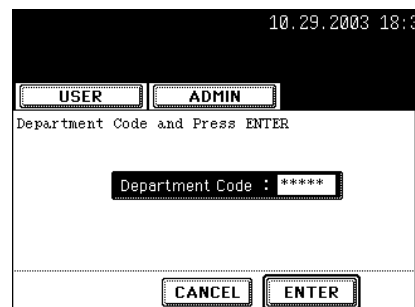 10.29.2003 18:3
USER ADMIN
Department Code and Press ENTER
Department Code : *****
CANCEL ENTER